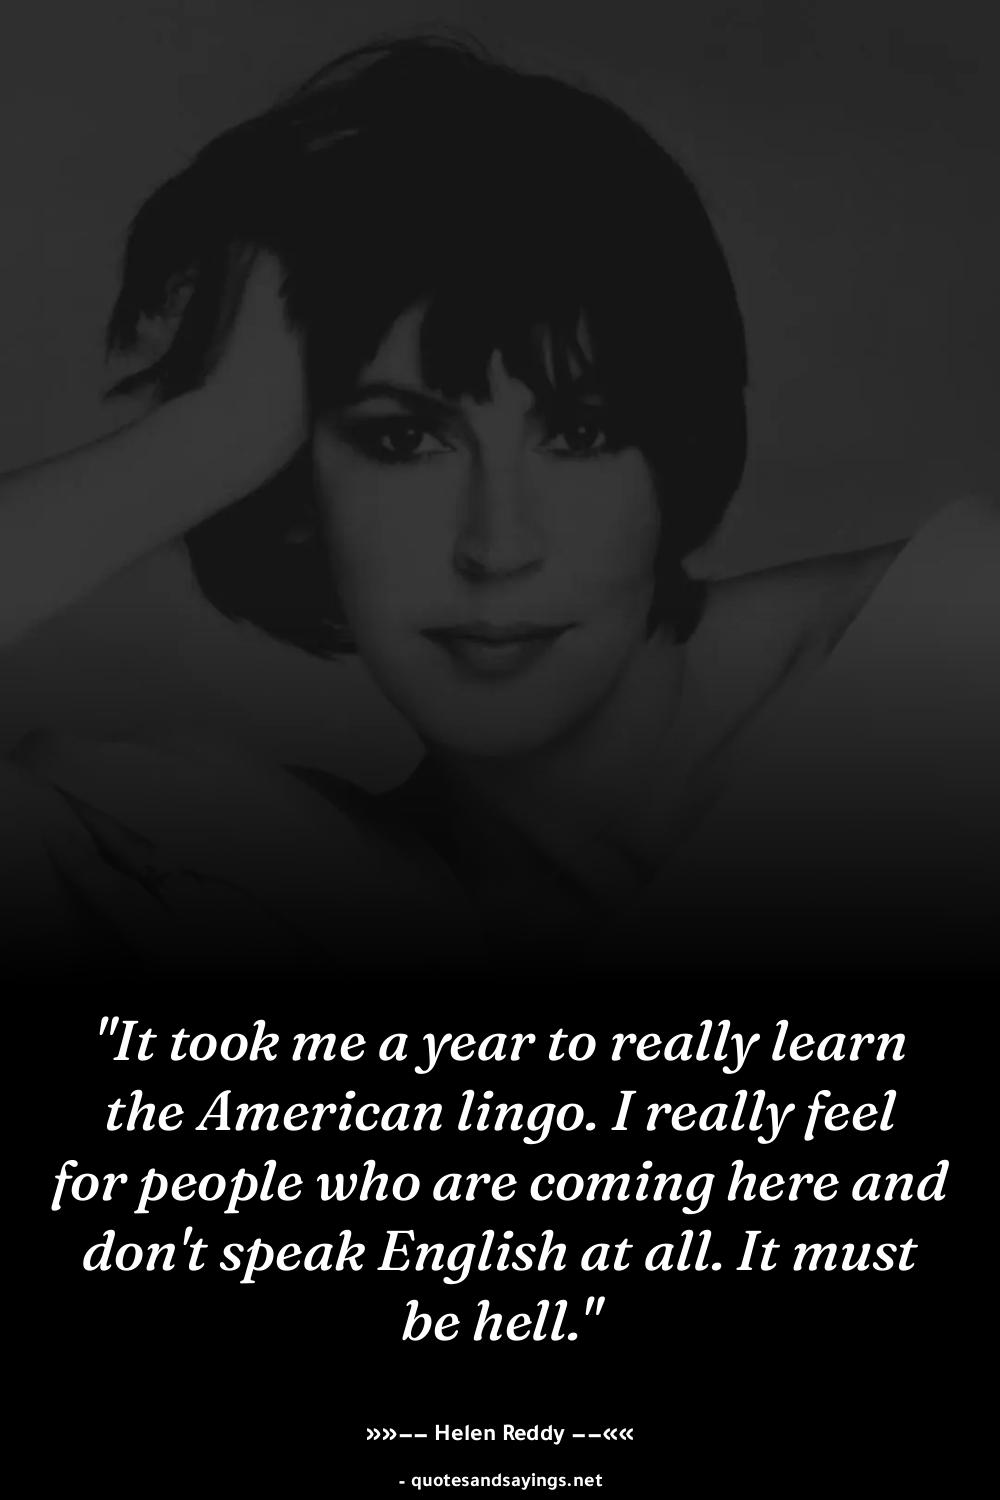 "It took me a year to really learn
the American lingo. I really feel
for people who are coming here and
don't speak English at all. It must
be hell."
»»–– Helen Reddy ––««
- quotesandsayings.net